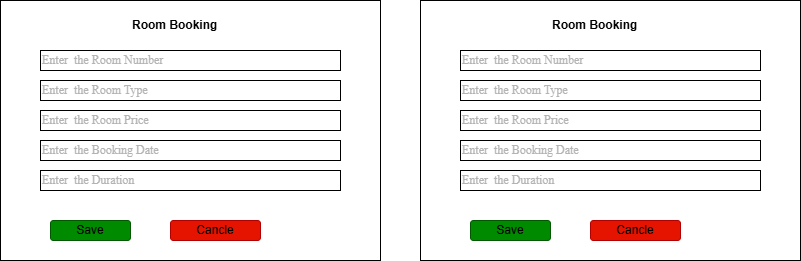 Room Booking
Enter  the Room Number
Enter  the Room Type
Enter  the Room Price
Enter  the Booking Date
Enter  the Duration
Save
Cancle
Room Booking
Enter  the Room Number
Enter  the Room Type
Enter  the Room Price
Enter  the Booking Date
Enter  the Duration
Save
Cancle